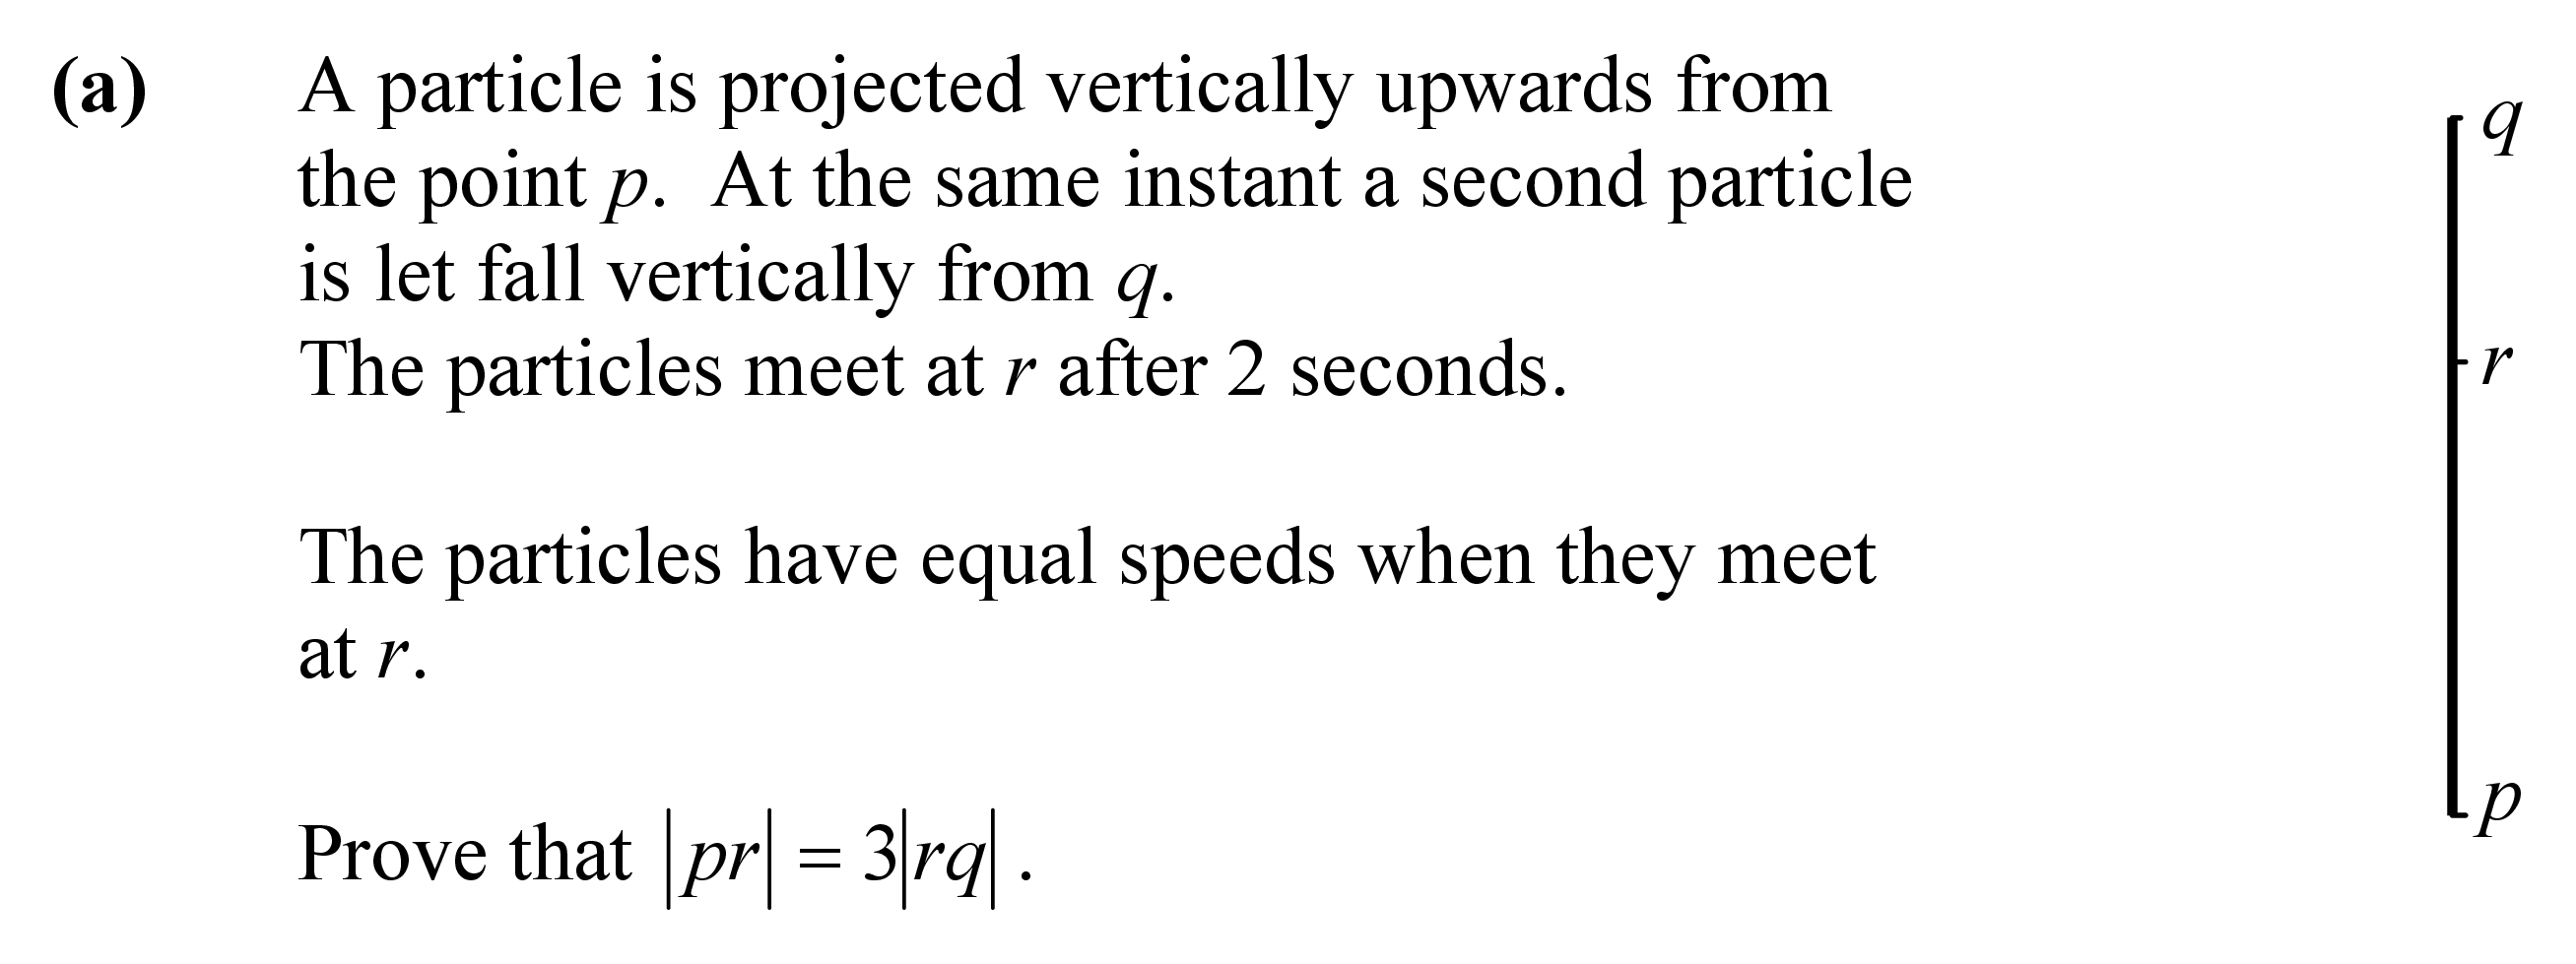 (a) A particle is projected vertically upwards from
the point p. At the same instant a second particle
is let fall vertically from q.
The particles meet at r after 2 seconds.
The particles have equal speeds when they meet
at r.
Prove that |pr| = 3|rq|.
q
r
p